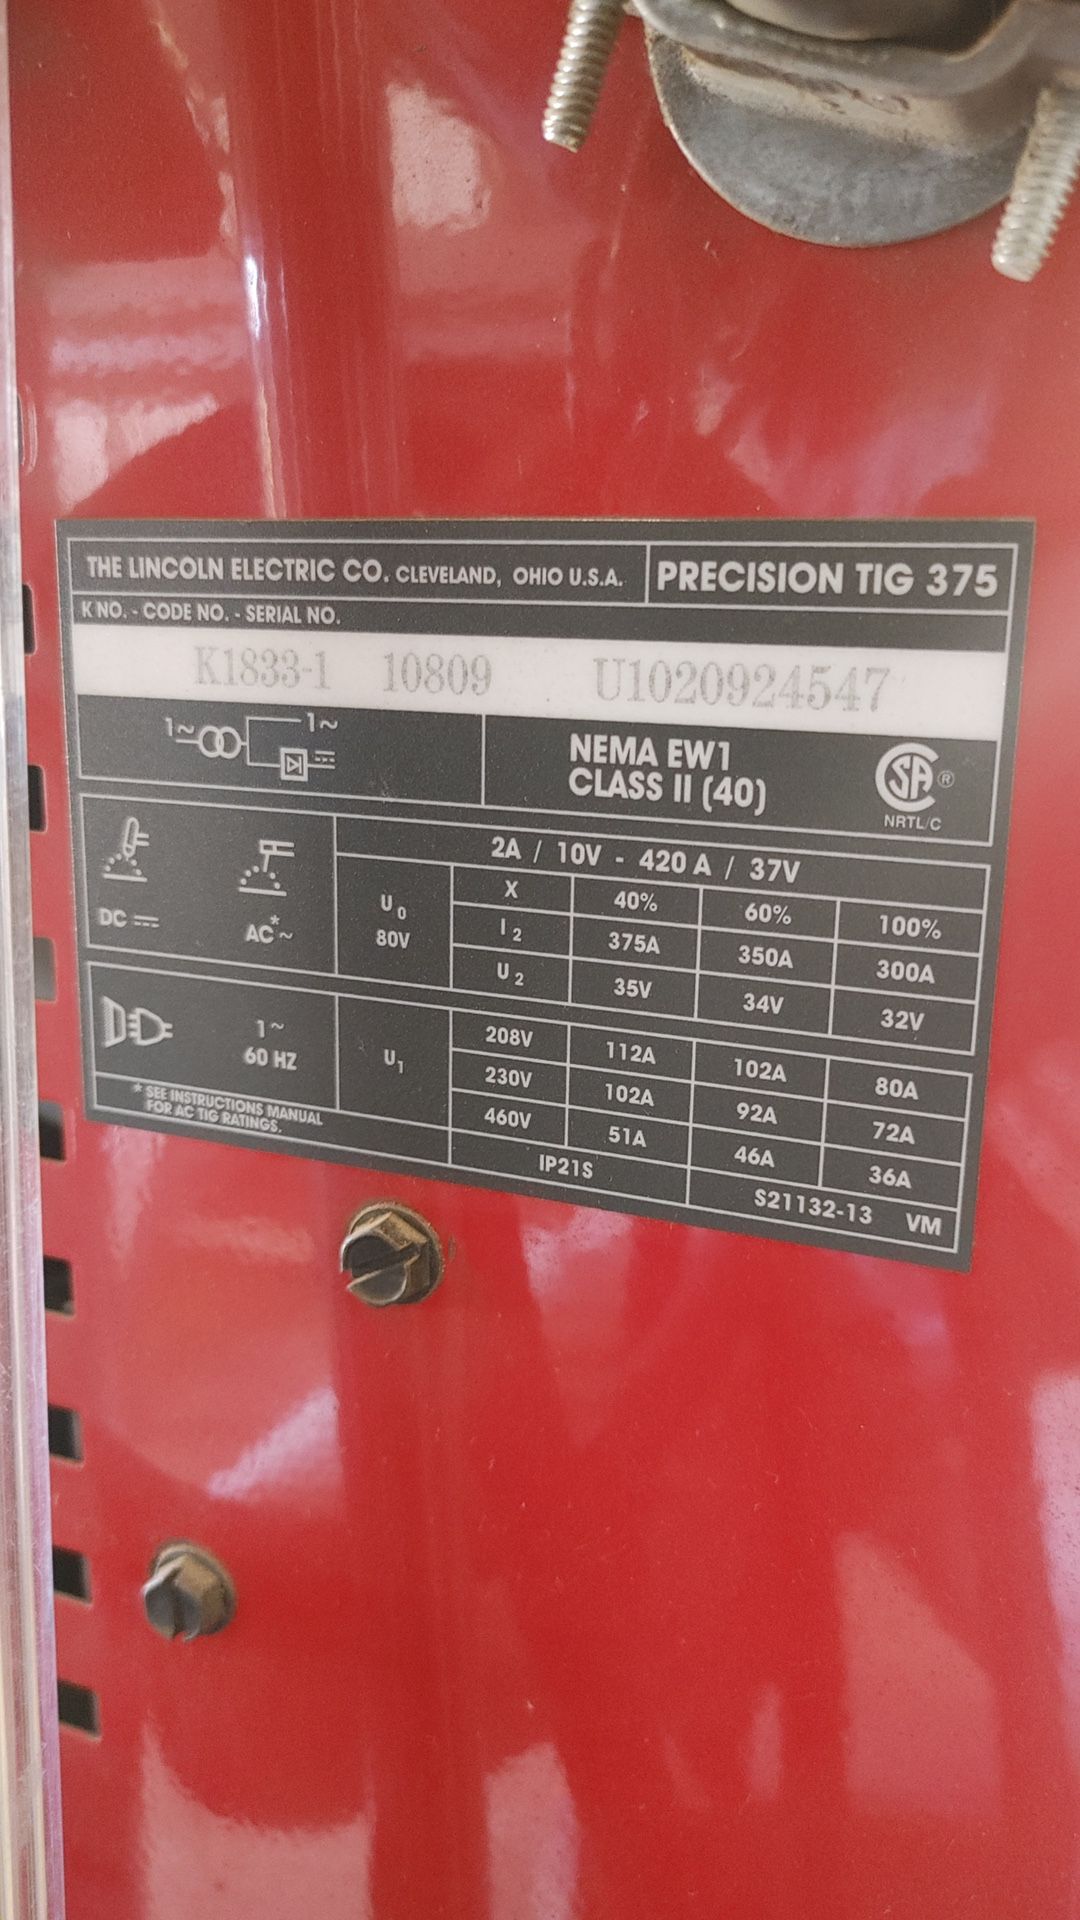 THE LINCOLN ELECTRIC CO. CLEVELAND, OHIO U.S.A. PRECISION TIG 375
K NO. - CODE NO. - SERIAL NO.
K1833-1 10809 U1020924547
1~ 1~
NEMA EW1
CLASS II (40)
SA ®
NRTL/C
DC AC*~
2A / 10V - 420 A / 37V
U0 80V
X 40% 60% 100%
I2 375A 350A 300A
U2 35V 34V 32V
1~
60 HZ
U1
208V 112A 102A 80A
230V 102A 92A 72A
460V 51A 46A 36A
* SEE INSTRUCTIONS MANUAL
FOR AC TIG RATINGS.
IP21S S21132-13 VM